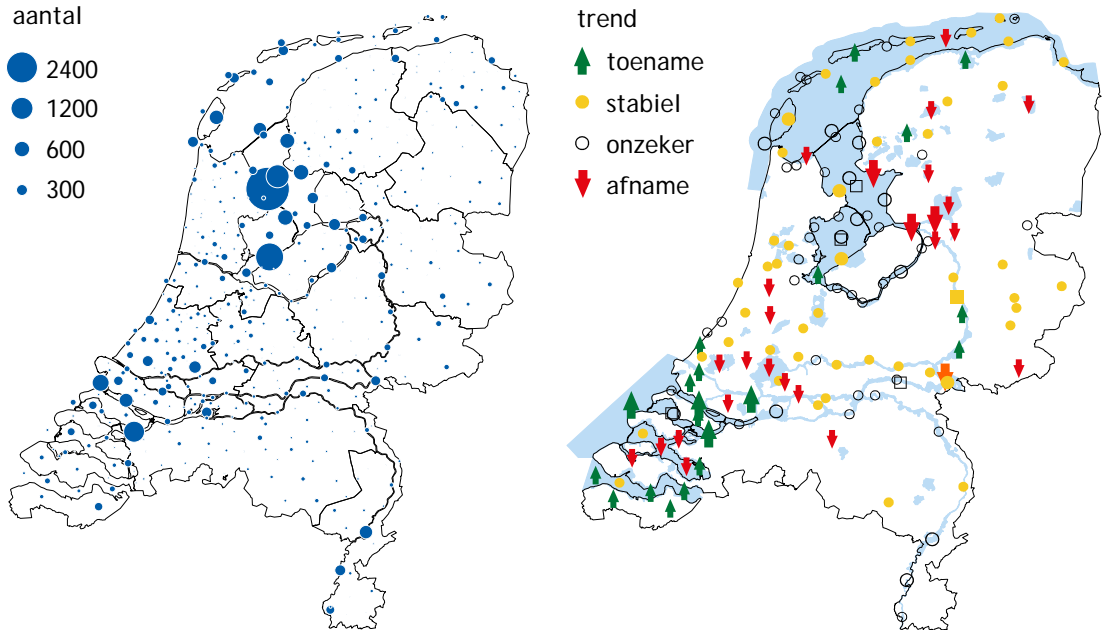 aantal
2400
1200
600
300
trend
toename
stabiel
onzeker
afname